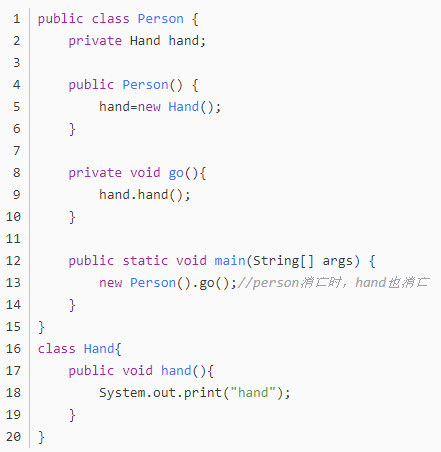 1 public class Person {
2     private Hand hand;
3
4     public Person() {
5         hand=new Hand();
6     }
7
8     private void go(){
9         hand.hand();
10     }
11
12     public static void main(String[] args) {
13         new Person().go();//person消亡时，hand也消亡
14     }
15 }
16 class Hand{
17     public void hand(){
18         System.out.print("hand");
19     }
20 }